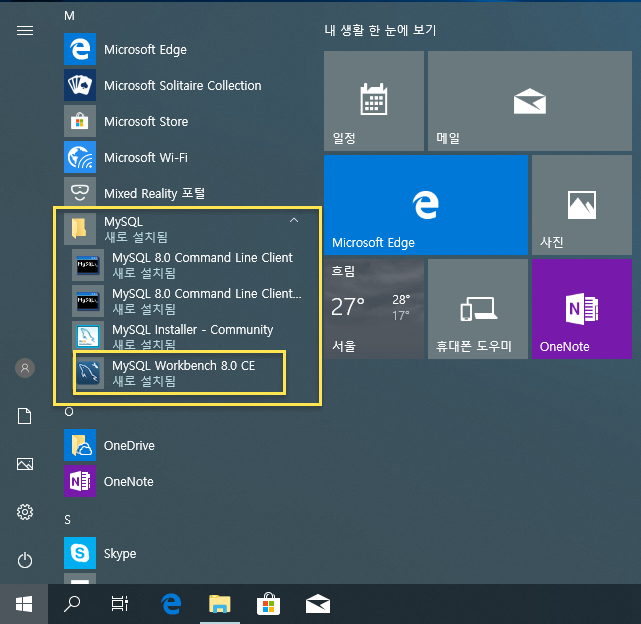 M
Microsoft Edge
Microsoft Solitaire Collection
Microsoft Store
Microsoft Wi-Fi
Mixed Reality 포털
MySQL
새로 설치됨
MySQL 8.0 Command Line Client
새로 설치됨
MySQL 8.0 Command Line Client...
새로 설치됨
MySQL Installer - Community
새로 설치됨
MySQL Workbench 8.0 CE
새로 설치됨
O
OneDrive
OneNote
S
Skype
내 생활 한 눈에 보기
일정
메일
Microsoft Edge
사진
흐림
27°
28°
17°
서울
휴대폰 도우미
OneNote